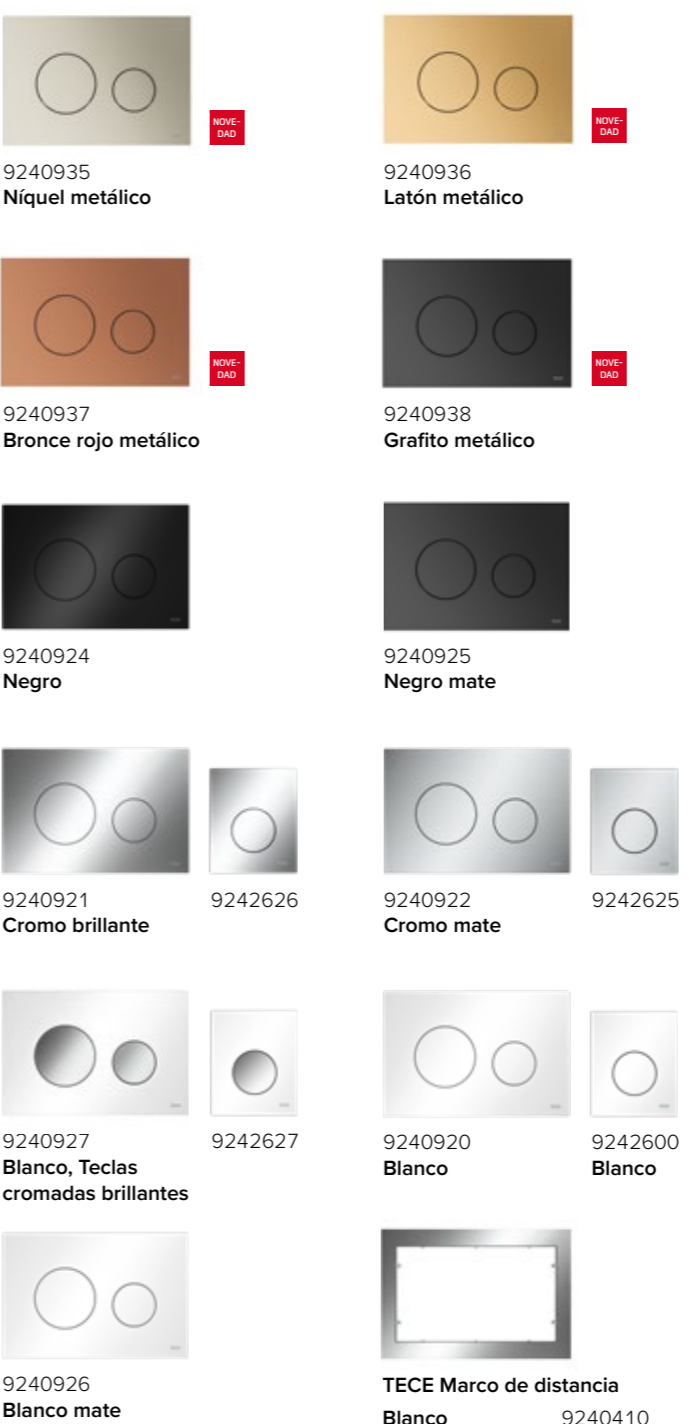 NOVE-
DAD
NOVE-
DAD
9240935
Níquel metálico
9240936
Latón metálico
NOVE-
DAD
NOVE-
DAD
9240937
Bronce rojo metálico
9240938
Grafito metálico
9240924
Negro
9240925
Negro mate
9240921
Cromo brillante
9242626
9240922
Cromo mate
9242625
9240927
Blanco, Teclas
cromadas brillantes
9242627
9240920
Blanco
9242600
Blanco
9240926
Blanco mate
TECE Marco de distancia
Blanco 9240410